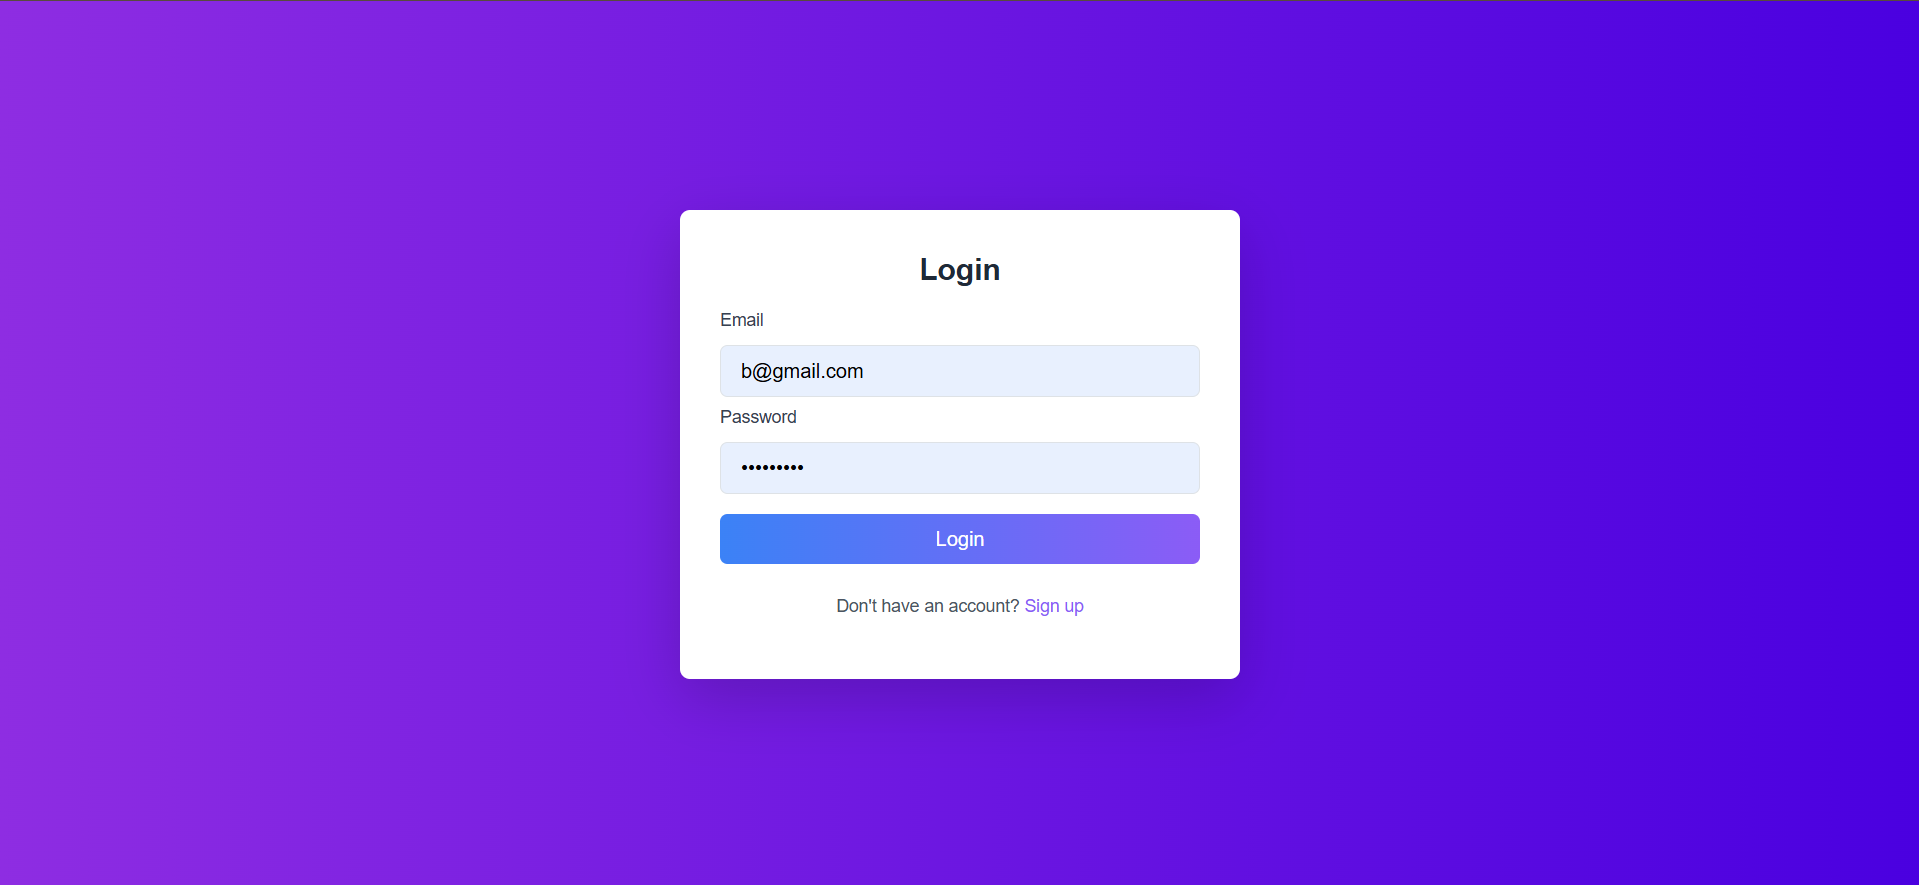 Login
Email
b@gmail.com
Password
•••••••••
Login
Don't have an account? Sign up